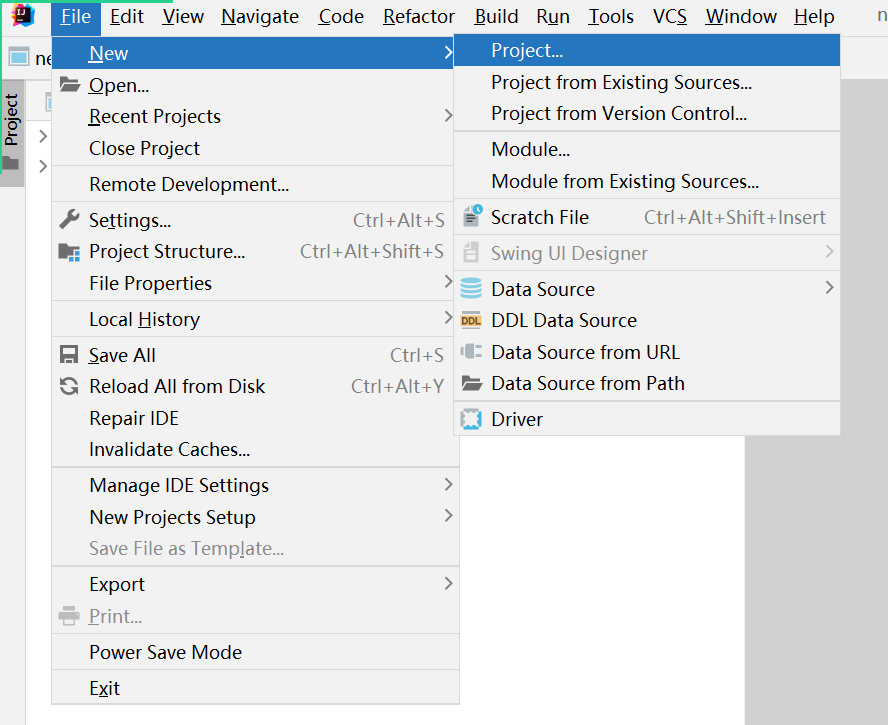 File Edit View Navigate Code Refactor Build Run Tools VCS Window Help n
ne
Project
New
Open...
Recent Projects
Close Project
Remote Development...
Settings... Ctrl+Alt+S
Project Structure... Ctrl+Alt+Shift+S
File Properties
Local History
Save All Ctrl+S
Reload All from Disk Ctrl+Alt+Y
Repair IDE
Invalidate Caches...
Manage IDE Settings
New Projects Setup
Save File as Template...
Export
Print...
Power Save Mode
Exit
Project...
Project from Existing Sources...
Project from Version Control...
Module...
Module from Existing Sources...
Scratch File Ctrl+Alt+Shift+Insert
Swing UI Designer
Data Source
DDL DDL Data Source
Data Source from URL
Data Source from Path
Driver